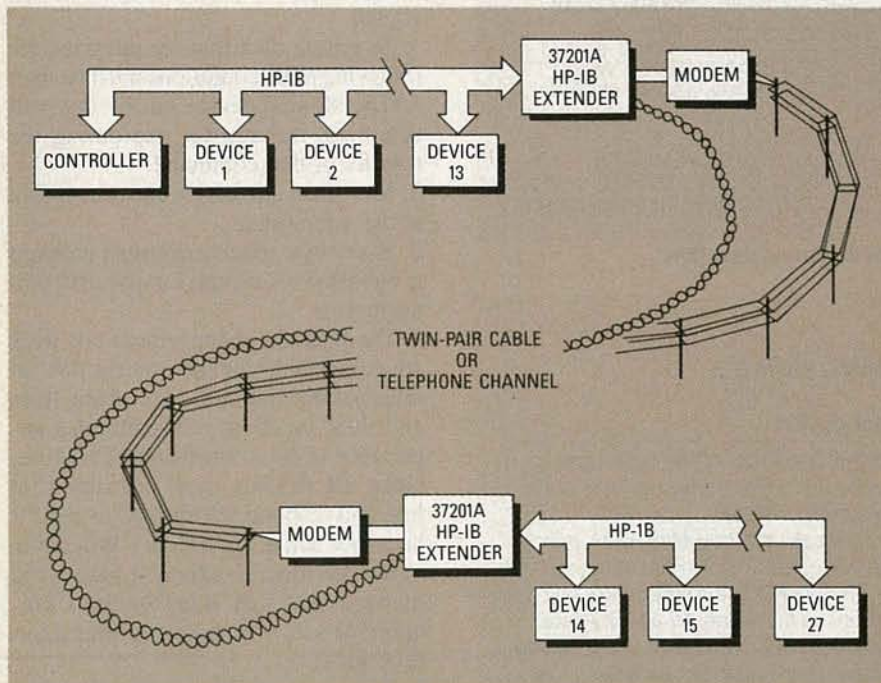 HP-IB
37201A
HP-IB
EXTENDER
MODEM
CONTROLLER
DEVICE
1
DEVICE
2
DEVICE
13
TWIN-PAIR CABLE
OR
TELEPHONE CHANNEL
MODEM
37201A
HP-IB
EXTENDER
HP-1B
DEVICE
14
DEVICE
15
DEVICE
27